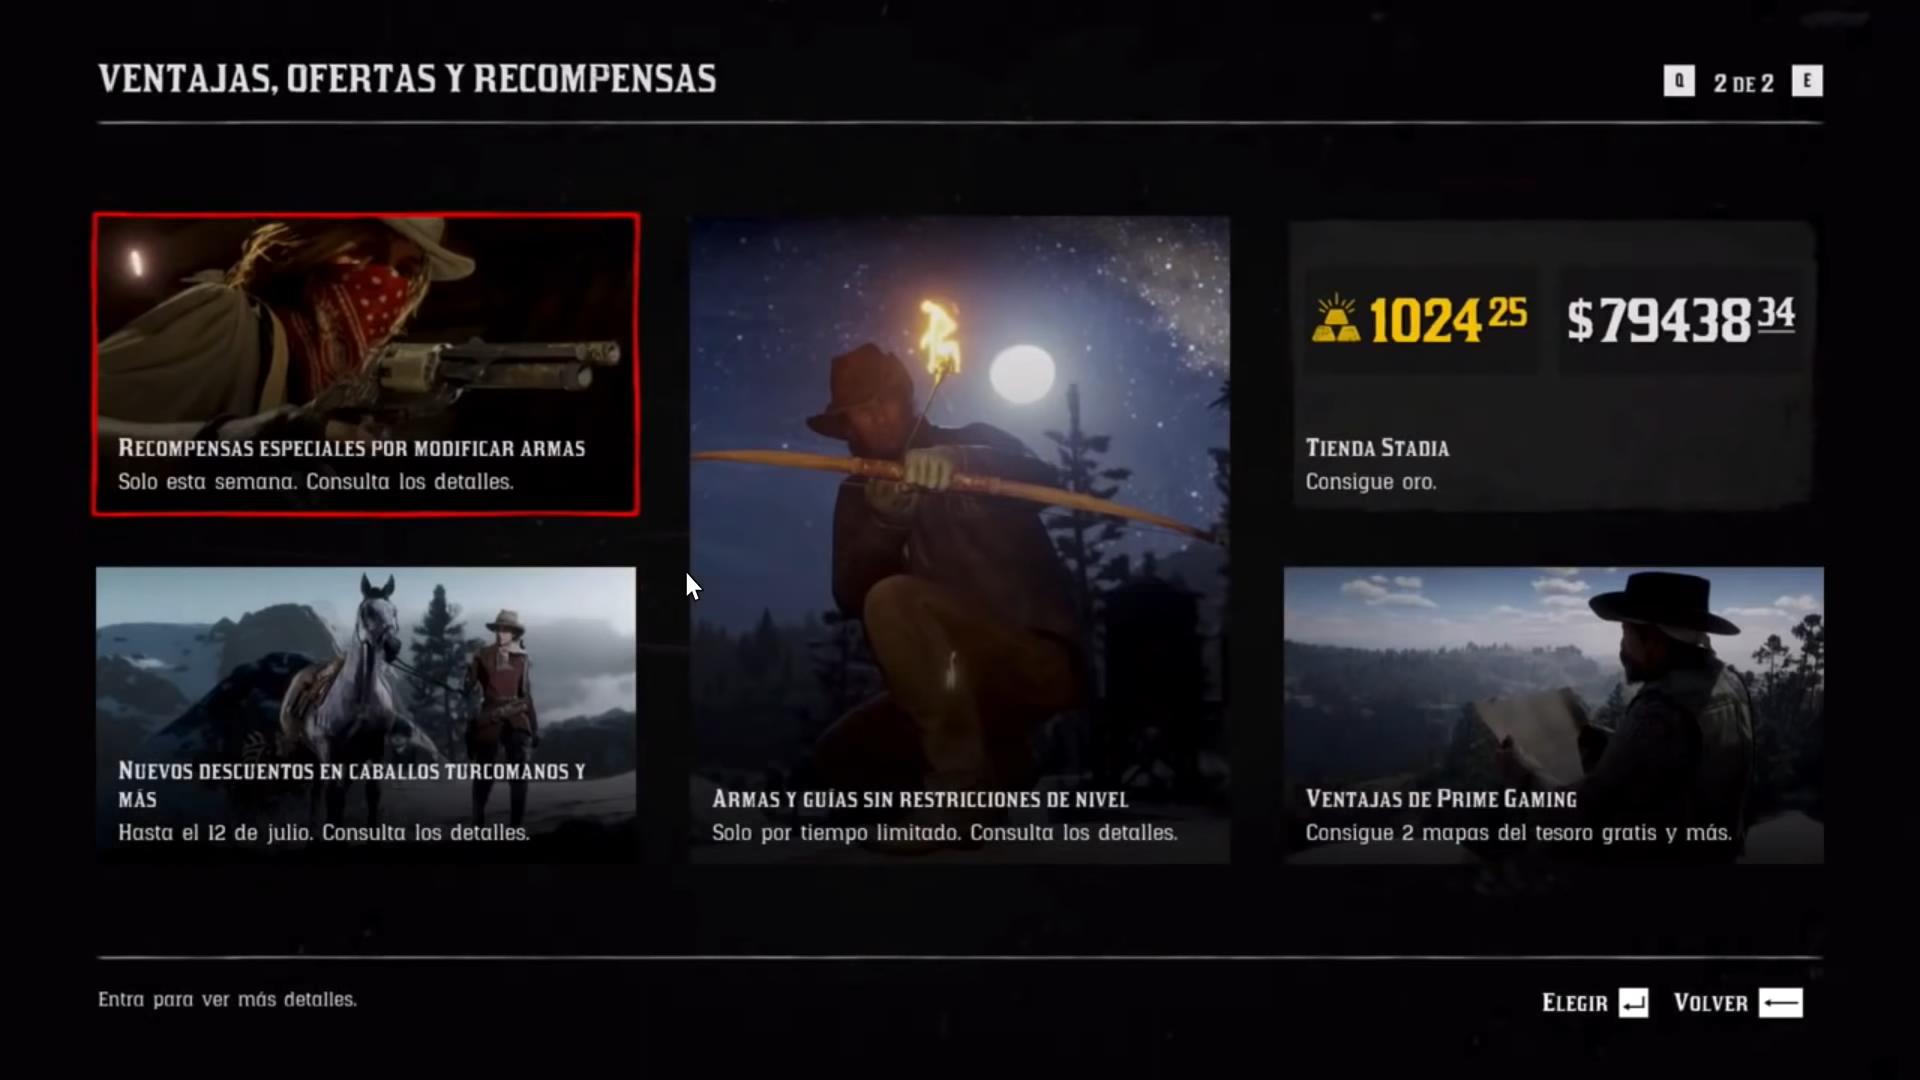 VENTAJAS, OFERTAS Y RECOMPENSAS
Q 2 DE 2 E
RECOMPENSAS ESPECIALES POR MODIFICAR ARMAS
Solo esta semana. Consulta los detalles.
NUEVOS DESCUENTOS EN CABALLOS TURCOMANOS Y
MÁS
Hasta el 12 de julio. Consulta los detalles.
ARMAS Y GUÍAS SIN RESTRICCIONES DE NIVEL
Solo por tiempo limitado. Consulta los detalles.
1024 25 $79438 34
TIENDA STADIA
Consigue oro.
VENTAJAS DE PRIME GAMING
Consigue 2 mapas del tesoro gratis y más.
Entra para ver más detalles.
ELEGIR VOLVER